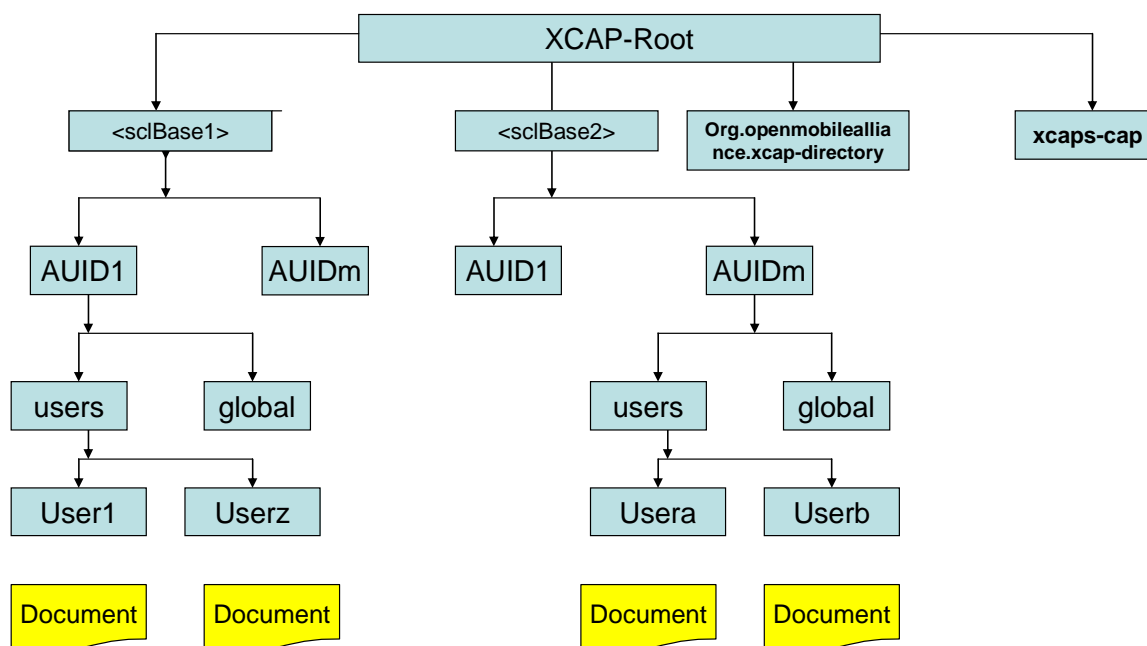 XCAP-Root
<sclBase1>
<sclBase2>
Org.openmobileallia
nce.xcap-directory
xcaps-cap
AUID1
AUIDm
AUID1
AUIDm
users
global
users
global
User1
Userz
Usera
Userb
Document
Document
Document
Document